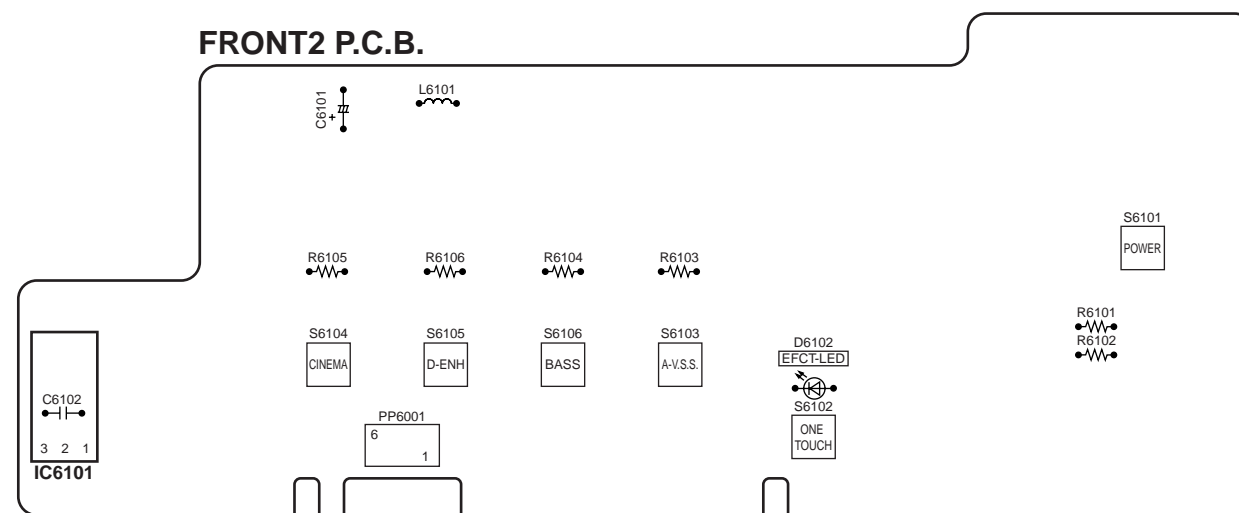 FRONT2 P.C.B.
C6101
+
L6101
S6101
POWER
R6105
R6106
R6104
R6103
R6101
R6102
S6104
CINEMA
S6105
D-ENH
S6106
BASS
S6103
A-V.S.S.
D6102
EFCT-LED
S6102
ONE
TOUCH
C6102
3 2 1
IC6101
PP6001
6
1